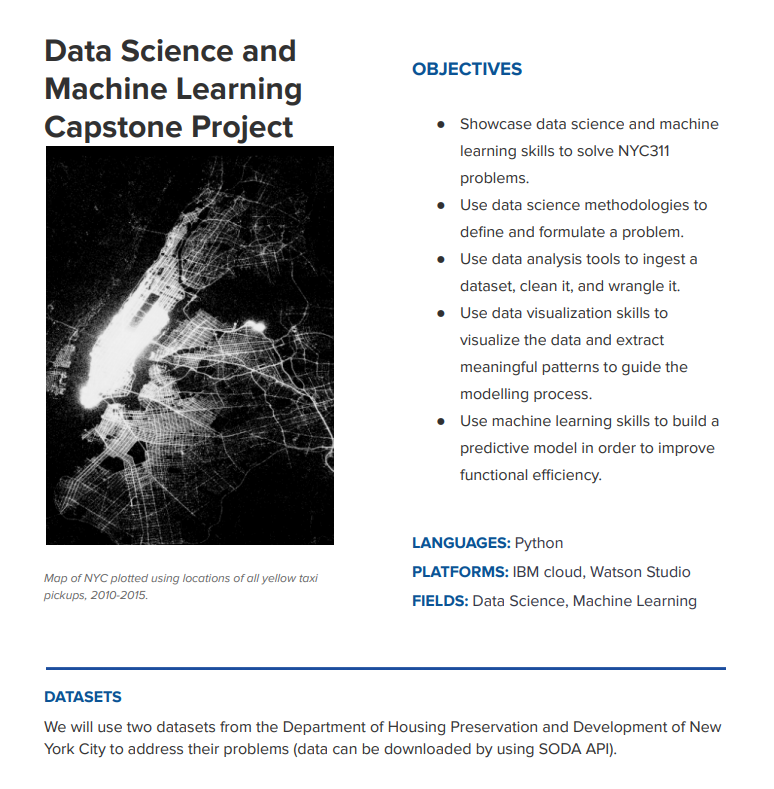 Data Science and
Machine Learning
Capstone Project
Map of NYC plotted using locations of all yellow taxi
pickups, 2010-2015.
OBJECTIVES
● Showcase data science and machine
learning skills to solve NYC311
problems.
● Use data science methodologies to
define and formulate a problem.
● Use data analysis tools to ingest a
dataset, clean it, and wrangle it.
● Use data visualization skills to
visualize the data and extract
meaningful patterns to guide the
modelling process.
● Use machine learning skills to build a
predictive model in order to improve
functional efficiency.
LANGUAGES: Python
PLATFORMS: IBM cloud, Watson Studio
FIELDS: Data Science, Machine Learning
DATASETS
We will use two datasets from the Department of Housing Preservation and Development of New
York City to address their problems (data can be downloaded by using SODA API).